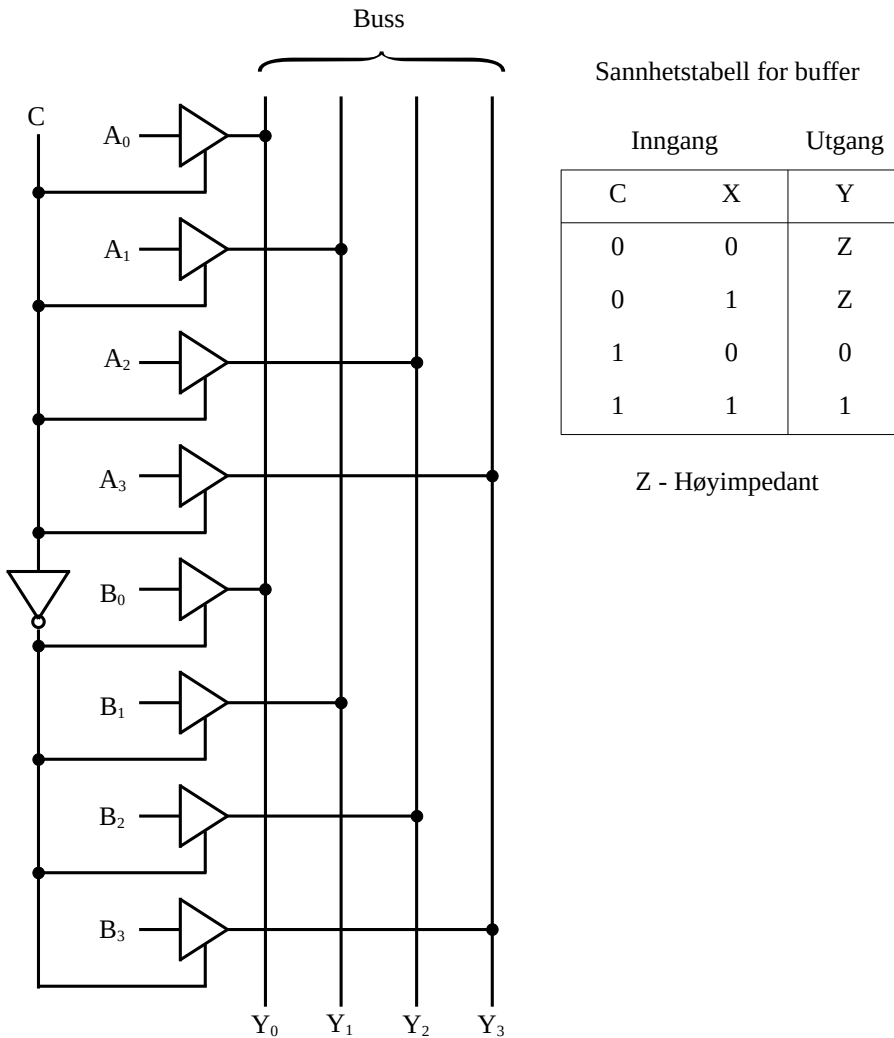 Buss
C
A₀
A₁
A₂
A₃
B₀
B₁
B₂
B₃
Y₀ Y₁ Y₂ Y₃
Sannhetstabell for buffer
Inngang Utgang
C X Y
0 0 Z
0 1 Z
1 0 0
1 1 1
Z - Høyimpedant